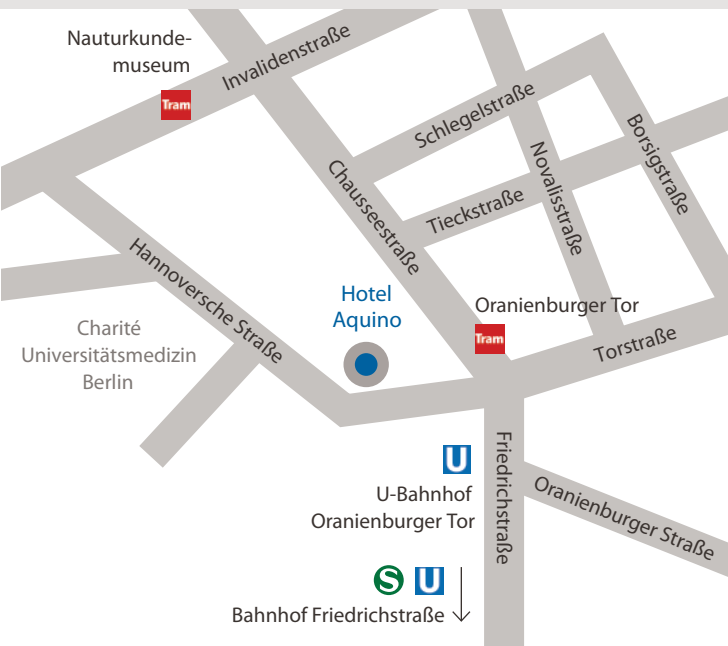 Nauturkunde-
museum
Tram
Invalidenstraße
Schlegelstraße
Borsigstraße
Novalisstraße
Chausseestraße
Tieckstraße
Hannoversche Straße
Hotel
Aquino
Oranienburger Tor
Tram
Torstraße
Charité
Universitätsmedizin
Berlin
Friedrichstraße
U
U-Bahnhof
Oranienburger Tor
Oranienburger Straße
S U
Bahnhof Friedrichstraße